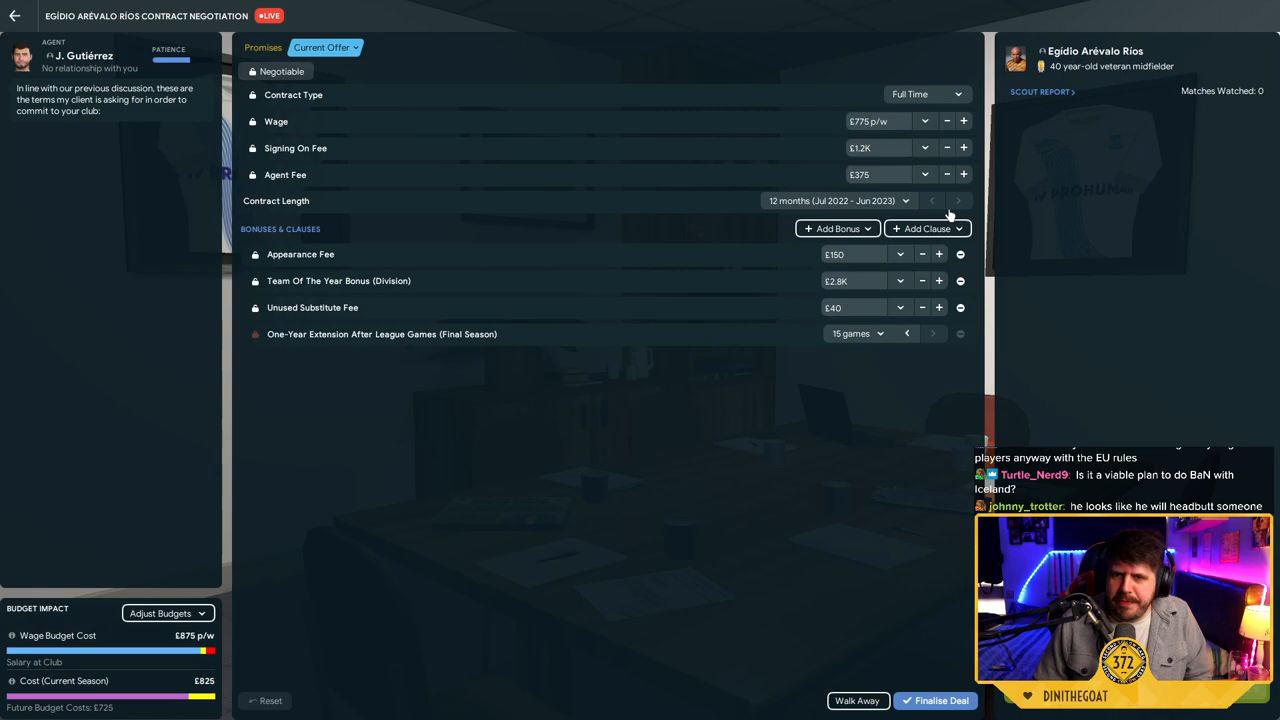 EGÍDIO ARÉVALO RÍOS CONTRACT NEGOTIATION
LIVE
AGENT
J. Gutiérrez
No relationship with you
PATIENCE
In line with our previous discussion, these are
the terms my client is asking for in order to
commit to your club:
Promises
Current Offer
Negotiable
Contract Type
Full Time
Wage
£775 p/w
Signing On Fee
£1.2K
Agent Fee
£375
Contract Length
12 months (Jul 2022 - Jun 2023)
BONUSES & CLAUSES
Add Bonus
Add Clause
Appearance Fee
£150
Team Of The Year Bonus (Division)
£2.8K
Unused Substitute Fee
£40
One-Year Extension After League Games (Final Season)
15 games
Egídio Arévalo Ríos
40 year-old veteran midfielder
SCOUT REPORT
Matches Watched: 0
players anyway with the EU rules
Turtle_Nerd9: Is it a viable plan to do BaN with
Iceland?
johnny_trotter: he looks like he will headbutt someone
372
DINITHEGOAT
BUDGET IMPACT
Adjust Budgets
Wage Budget Cost
£875 p/w
Salary at Club
Cost (Current Season)
£825
Future Budget Costs: £725
Reset
Walk Away
Finalise Deal